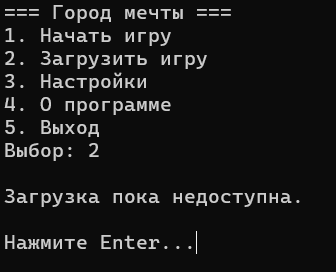 === Город мечты ===
1. Начать игру
2. Загрузить игру
3. Настройки
4. О программе
5. Выход
Выбор: 2
Загрузка пока недоступна.
Нажмите Enter...